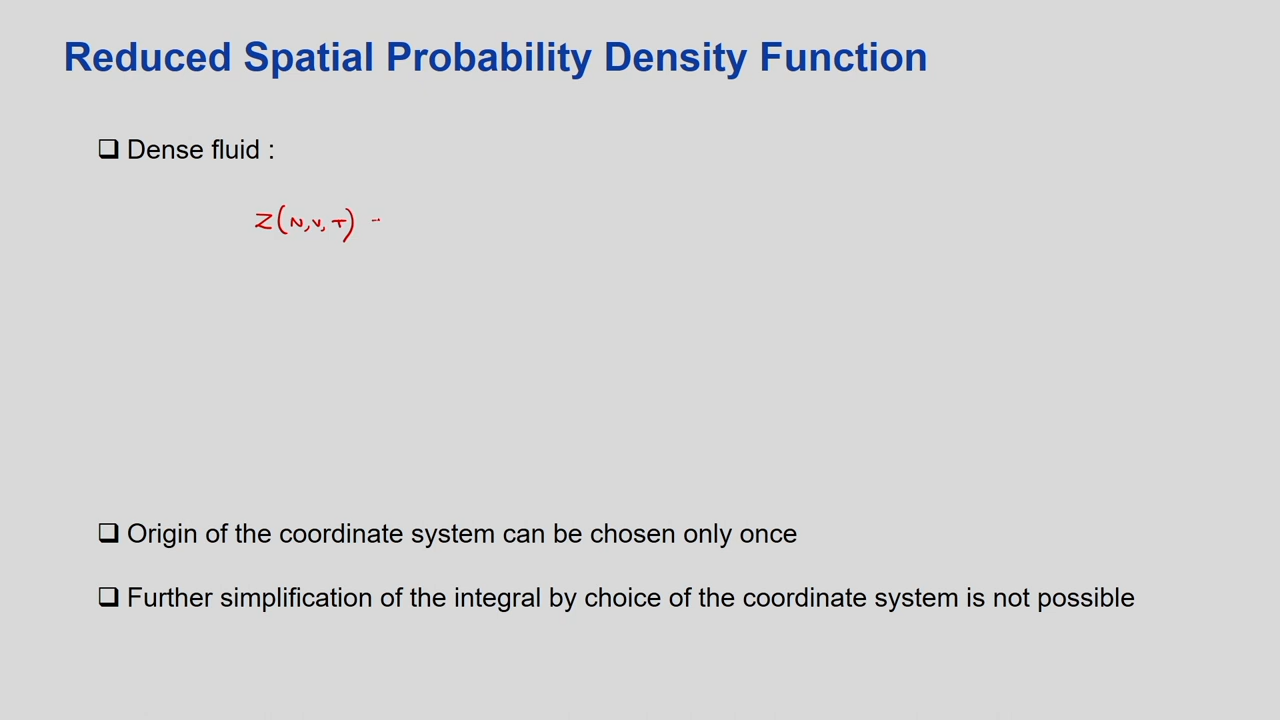 Reduced Spatial Probability Density Function
❑ Dense fluid :
Z(N,V,T) -
❑ Origin of the coordinate system can be chosen only once
❑ Further simplification of the integral by choice of the coordinate system is not possible